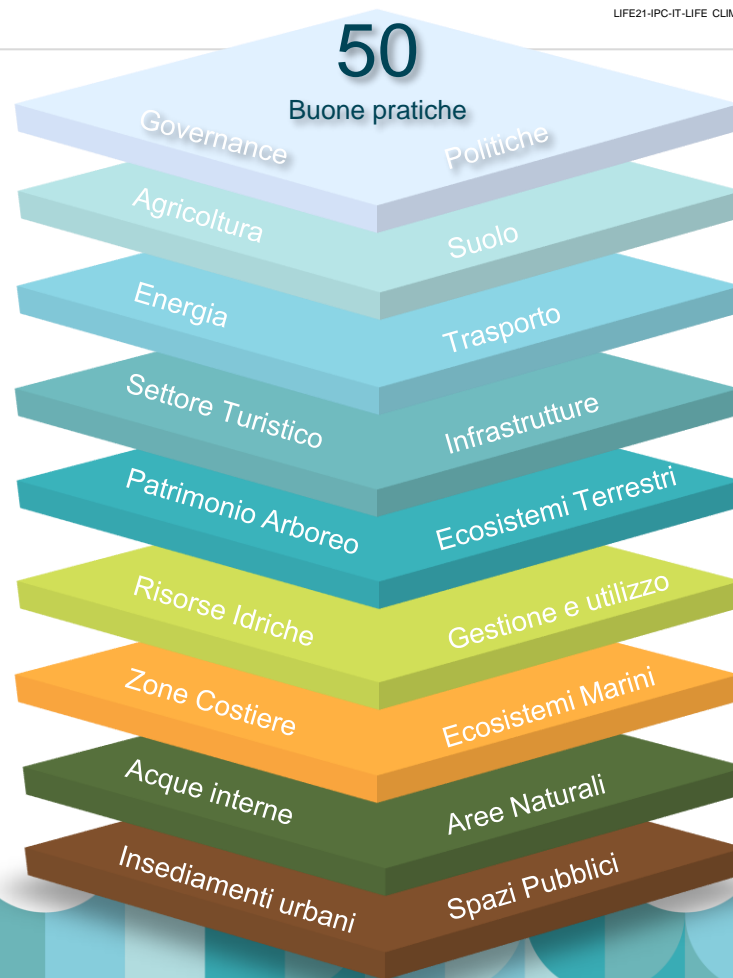 LIFE21-IPC-IT-LIFE CLIM
50
Buone pratiche
Governance
Politiche
Agricoltura
Suolo
Energia
Trasporto
Settore Turistico
Infrastrutture
Patrimonio Arboreo
Ecosistemi Terrestri
Risorse Idriche
Gestione e utilizzo
Zone Costiere
Ecosistemi Marini
Acque interne
Aree Naturali
Insediamenti urbani
Spazi Pubblici